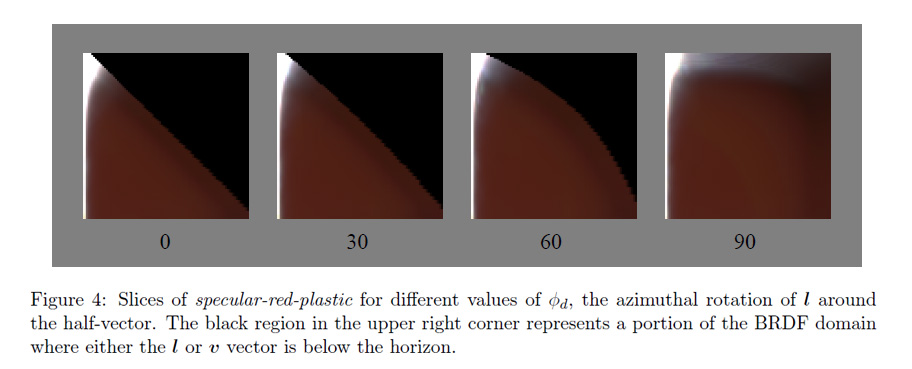 0 30 60 90
Figure 4: Slices of specular-red-plastic for different values of ϕd, the azimuthal rotation of l around
the half-vector. The black region in the upper right corner represents a portion of the BRDF domain
where either the l or v vector is below the horizon.